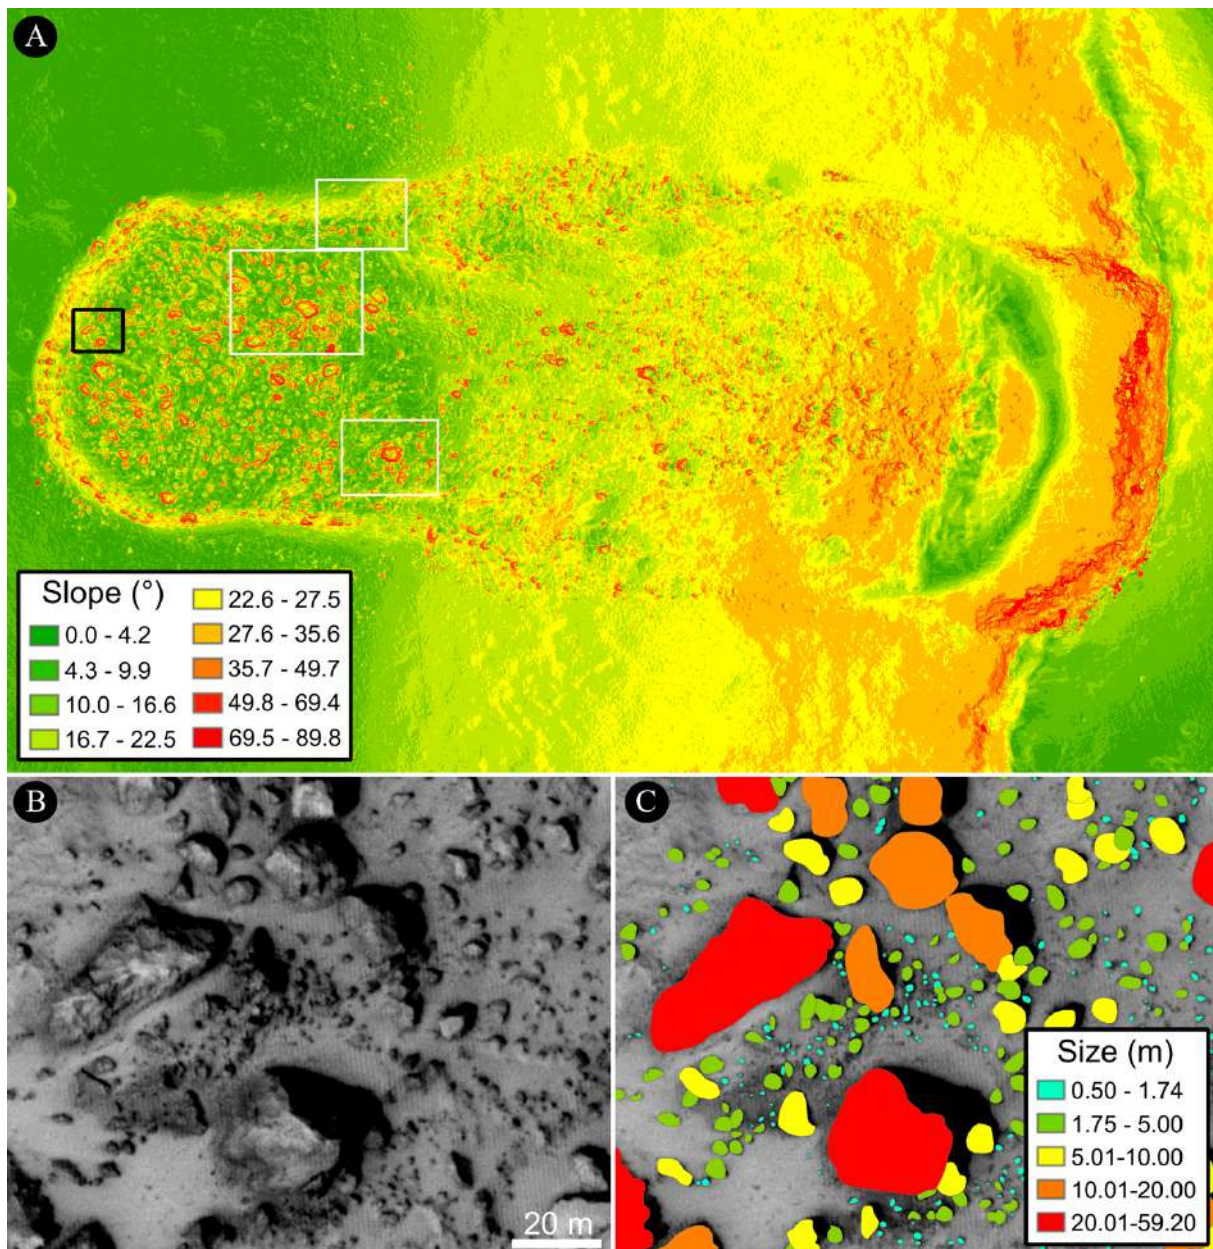 A
Slope (°)
0.0 - 4.2
4.3 - 9.9
10.0 - 16.6
16.7 - 22.5
22.6 - 27.5
27.6 - 35.6
35.7 - 49.7
49.8 - 69.4
69.5 - 89.8
B
20 m
C
Size (m)
0.50 - 1.74
1.75 - 5.00
5.01-10.00
10.01-20.00
20.01-59.20